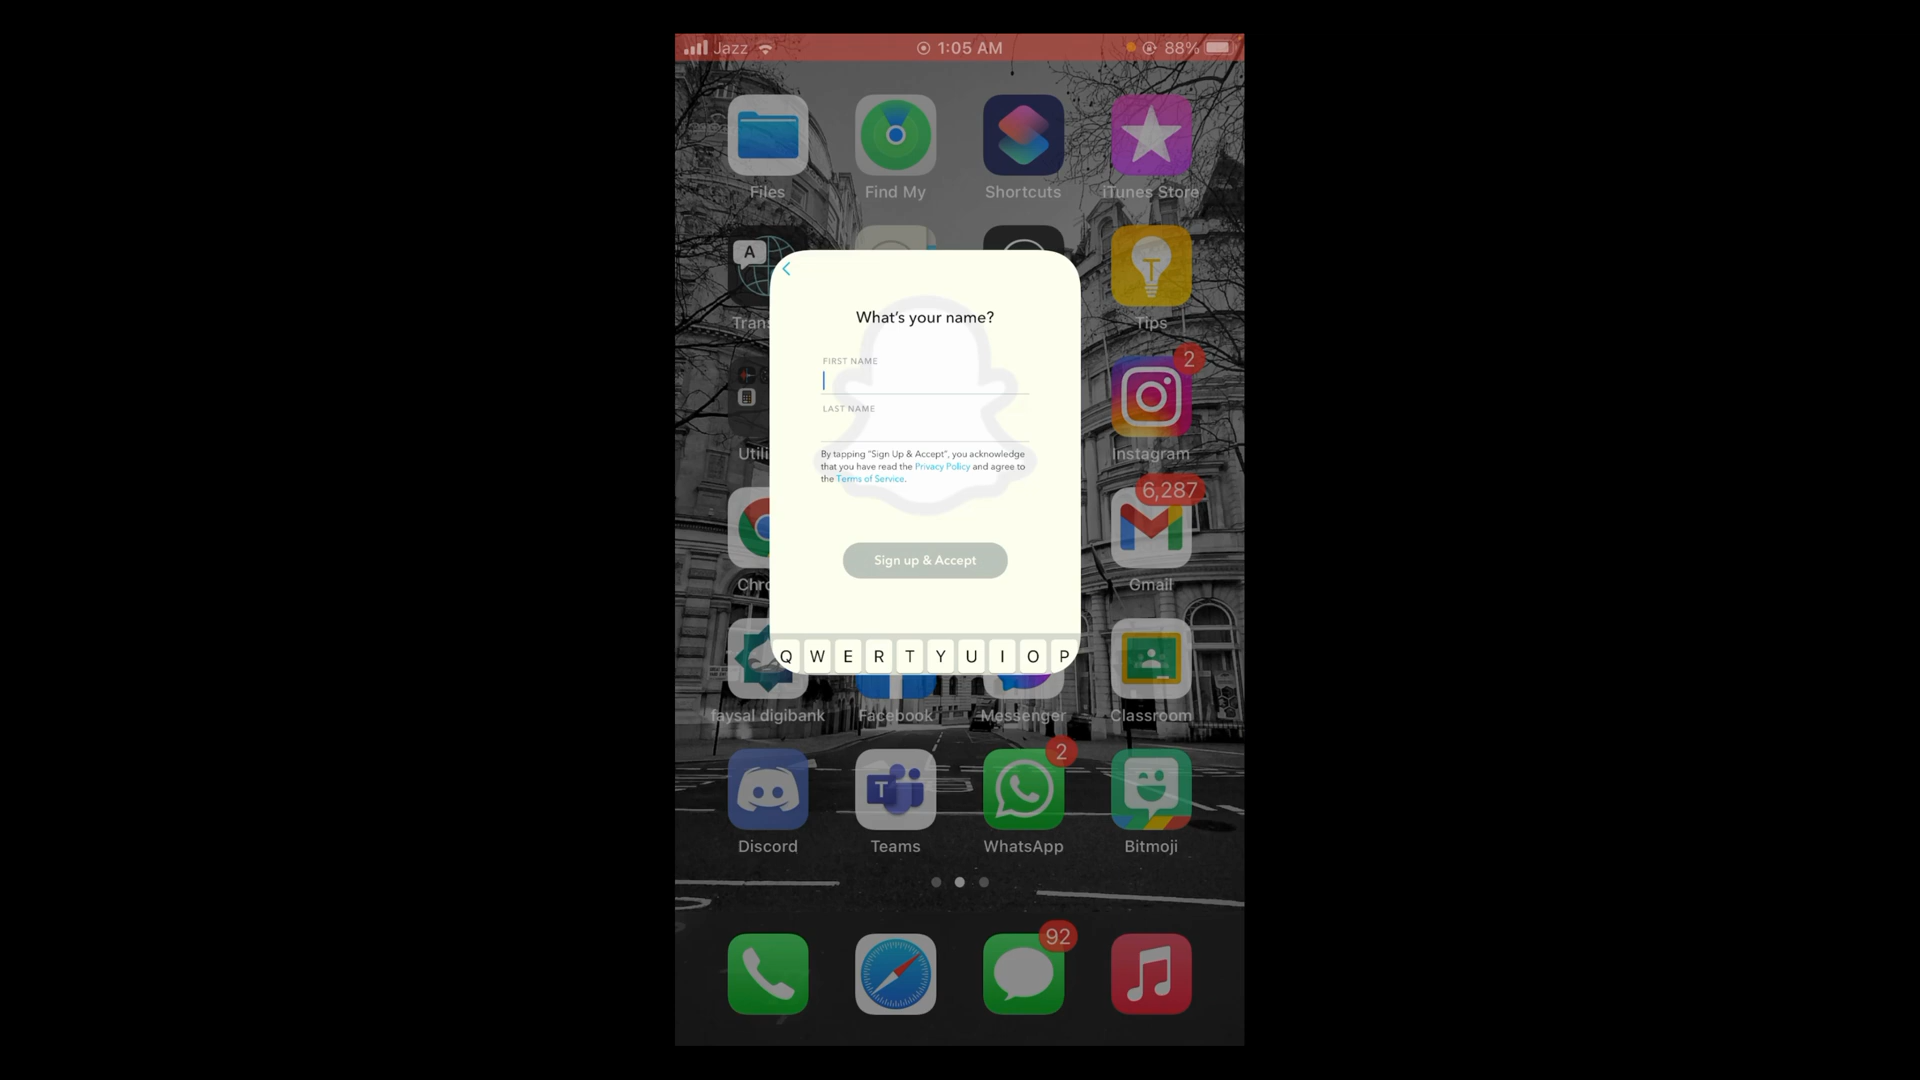 Jazz 1:05 AM 88%
Files Find My Shortcuts iTunes Store
A
T
Tips
What's your name?
FIRST NAME
2
LAST NAME
Instagram
By tapping "Sign Up & Accept", you acknowledge
that you have read the Privacy Policy and agree to
the Terms of Service.
6,287
Sign up & Accept
Gmail
Q W E R T Y U I O P
faysal digibank Facebook Messenger Classroom
2
T
Discord Teams WhatsApp Bitmoji
92